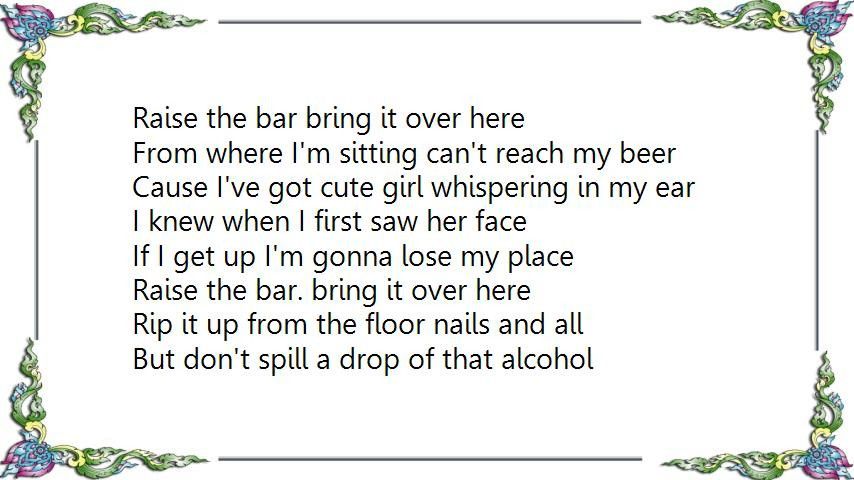 Raise the bar bring it over here
From where I'm sitting can't reach my beer
Cause I've got cute girl whispering in my ear
I knew when I first saw her face
If I get up I'm gonna lose my place
Raise the bar. bring it over here
Rip it up from the floor nails and all
But don't spill a drop of that alcohol